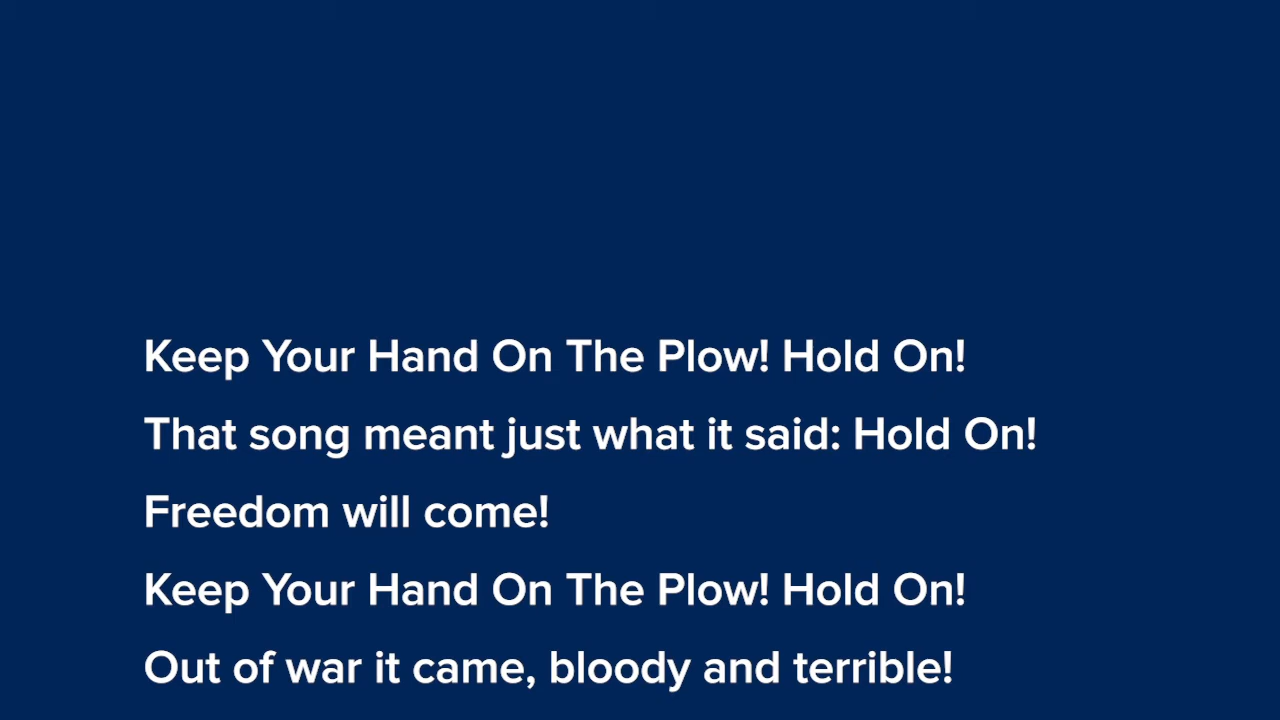 Keep Your Hand On The Plow! Hold On!
That song meant just what it said: Hold On!
Freedom will come!
Keep Your Hand On The Plow! Hold On!
Out of war it came, bloody and terrible!